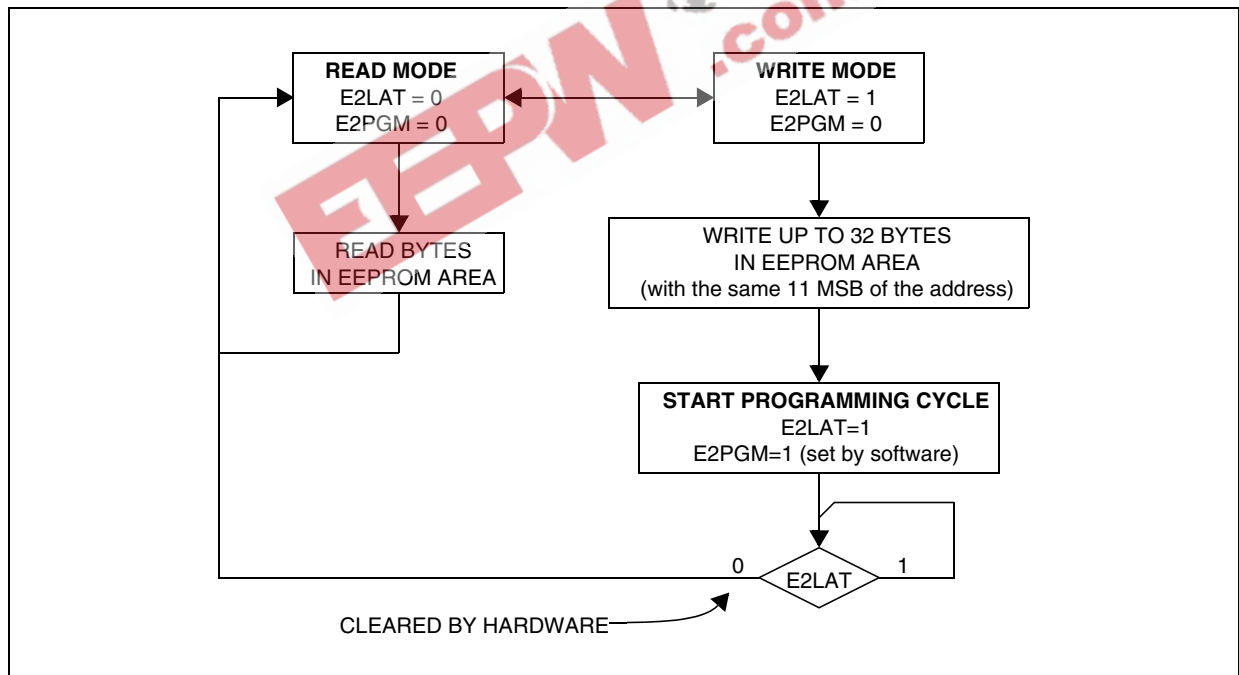 READ MODE
E2LAT = 0
E2PGM = 0
WRITE MODE
E2LAT = 1
E2PGM = 0
READ BYTES
IN EEPROM AREA
WRITE UP TO 32 BYTES
IN EEPROM AREA
(with the same 11 MSB of the address)
START PROGRAMMING CYCLE
E2LAT=1
E2PGM=1 (set by software)
0
E2LAT
1
CLEARED BY HARDWARE
EEPW
.com